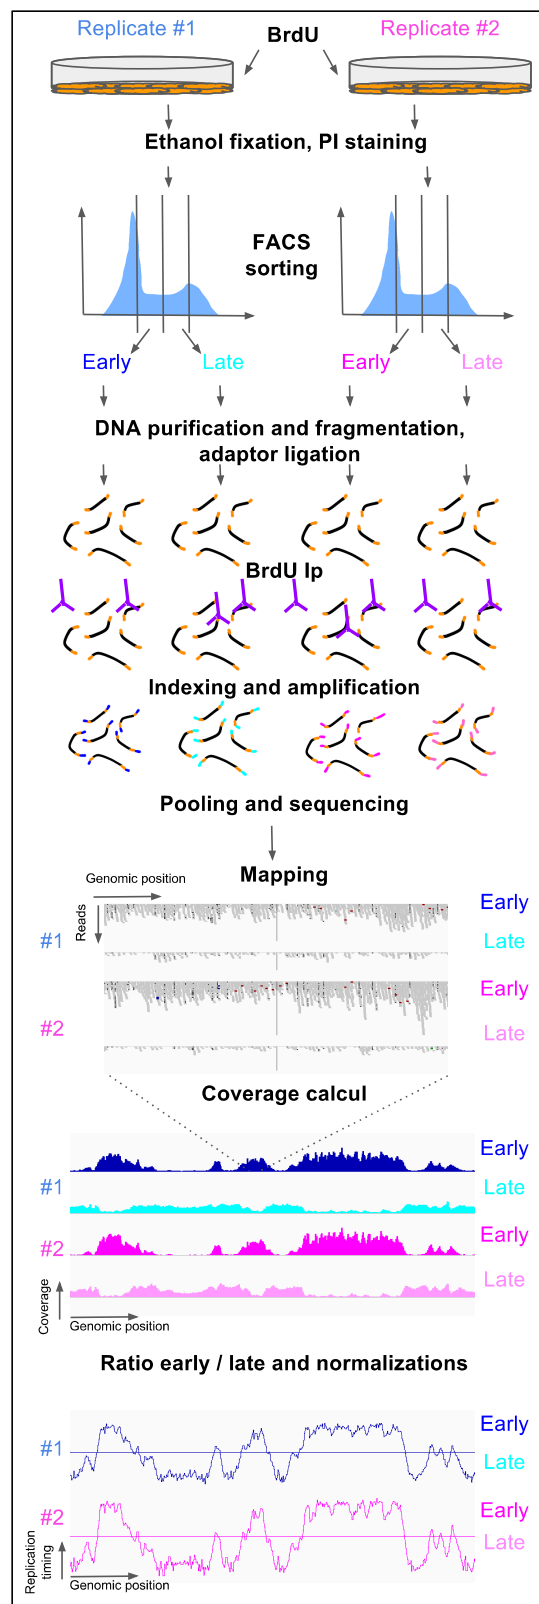 Replicate #1
BrdU
Replicate #2
Ethanol fixation, PI staining
FACS
sorting
Early
Late
Early
Late
DNA purification and fragmentation,
adaptor ligation
BrdU Ip
Indexing and amplification
Pooling and sequencing
Mapping
Genomic position
Reads
Early
#1
Late
Early
#2
Late
Coverage calcul
Early
#1
Late
#2
Early
Late
Coverage
Genomic position
Ratio early / late and normalizations
Early
#1
Late
Early
#2
Late
Replication
timing
Genomic position